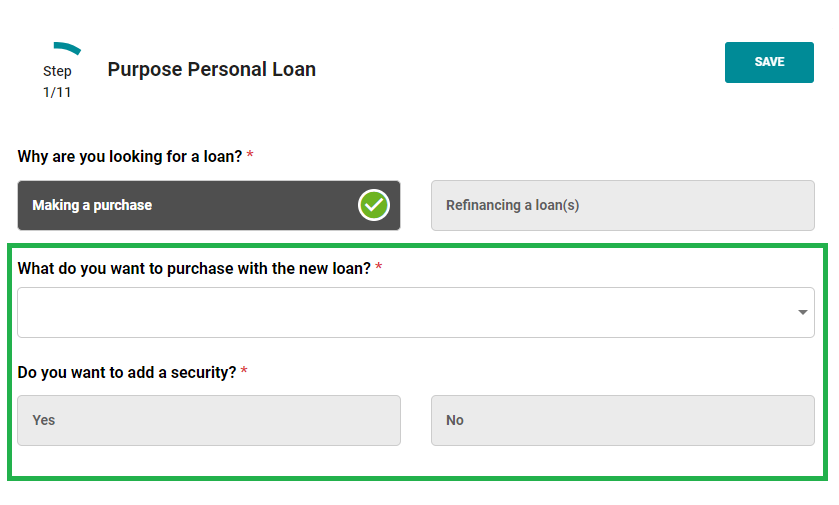 Step
1/11
Purpose Personal Loan
SAVE
Why are you looking for a loan? *
Making a purchase
Refinancing a loan(s)
What do you want to purchase with the new loan? *
Do you want to add a security? *
Yes
No